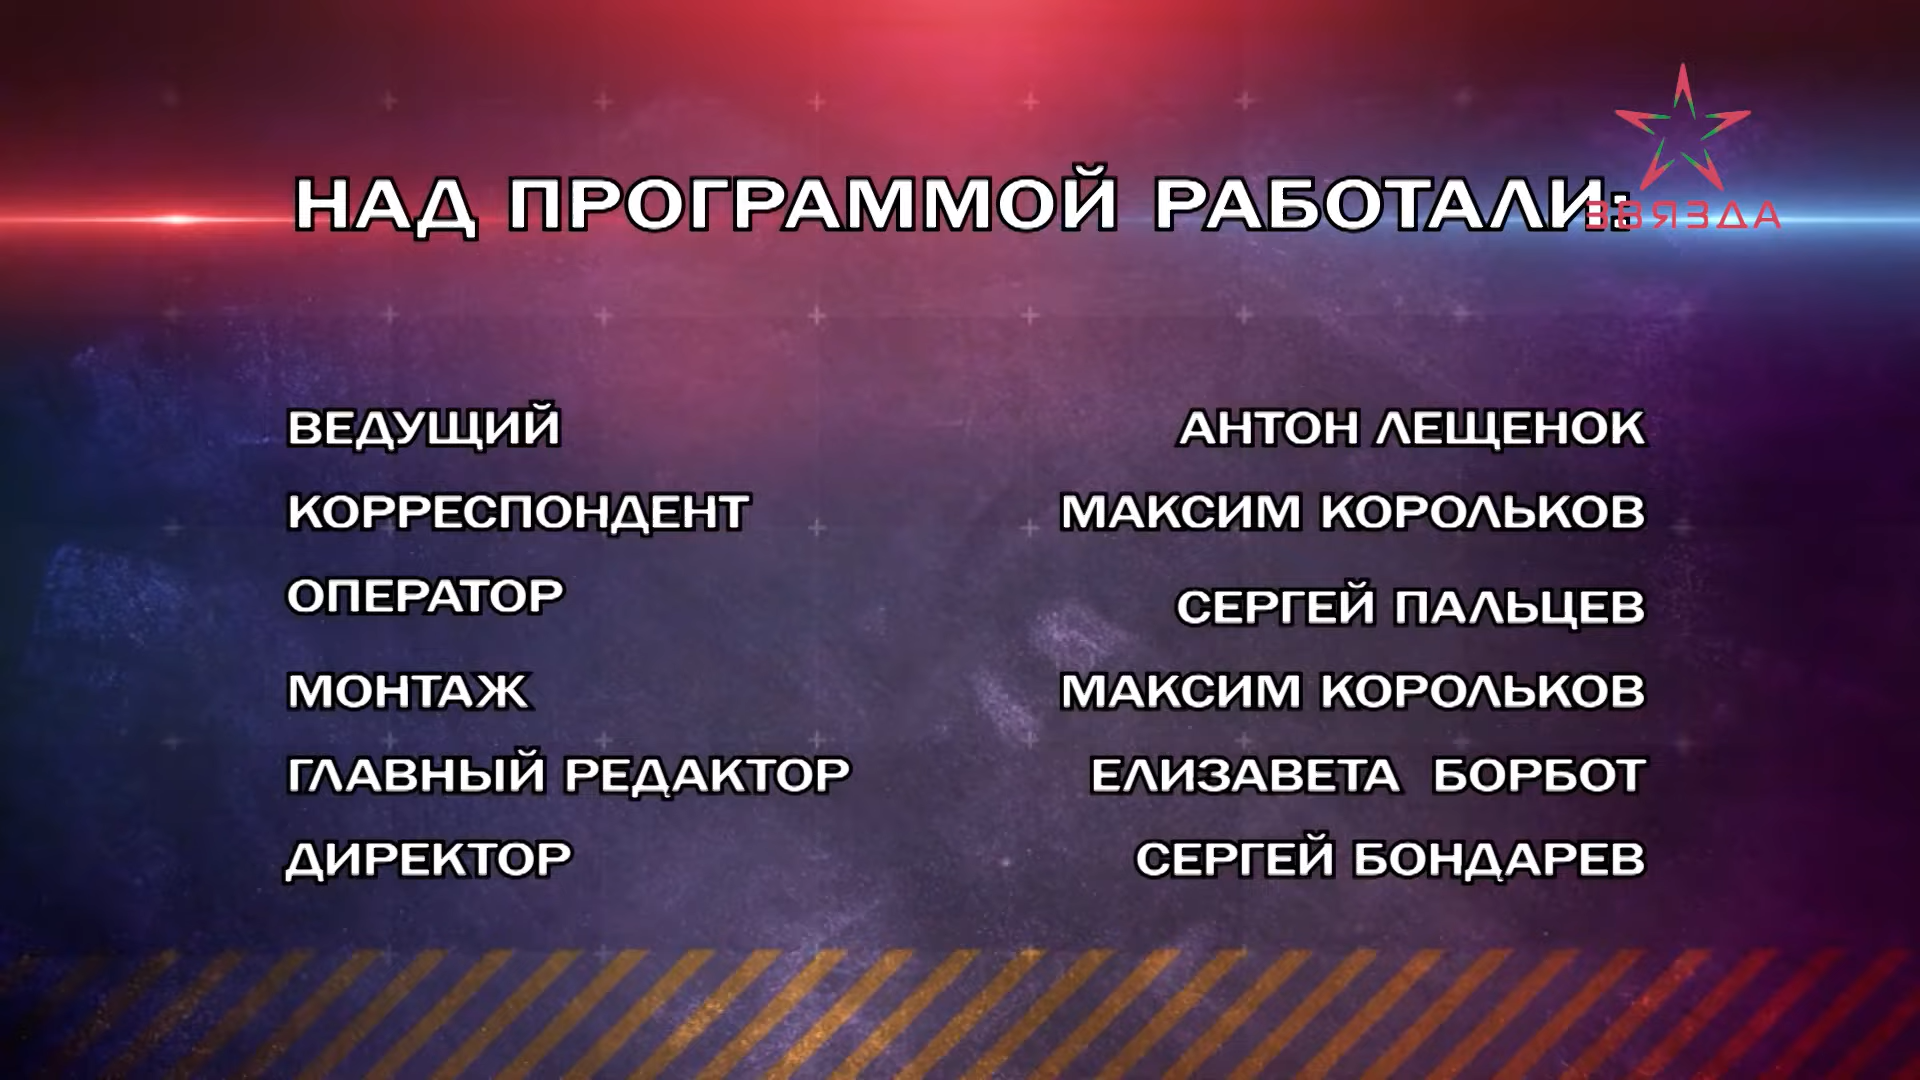 НАД ПРОГРАММОЙ РАБОТАЛИ:
ЗВЯЗДА
ВЕДУЩИЙ АНТОН ЛЕЩЕНОК
КОРРЕСПОНДЕНТ МАКСИМ КОРОЛЬКОВ
ОПЕРАТОР СЕРГЕЙ ПАЛЬЦЕВ
МОНТАЖ МАКСИМ КОРОЛЬКОВ
ГЛАВНЫЙ РЕДАКТОР ЕЛИЗАВЕТА БОРБОТ
ДИРЕКТОР СЕРГЕЙ БОНДАРЕВ